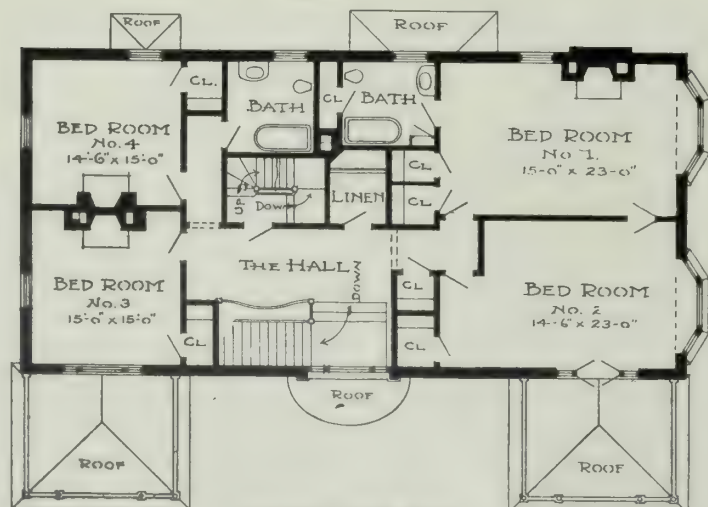 ROOF
ROOF
CL.
BATH
CL
BATH
BED ROOM
No. 4
14'-6" x 15'-0"
BED ROOM
No 1.
15-0" x 23-0"
UP
DOWN
LINEN
CL
CL
BED ROOM
No. 3
15'-0" x 15'-0"
THE HALL
DOWN
CL
BED ROOM
No. 2
14-6" x 23-0"
CL
CL
ROOF
ROOF
ROOF